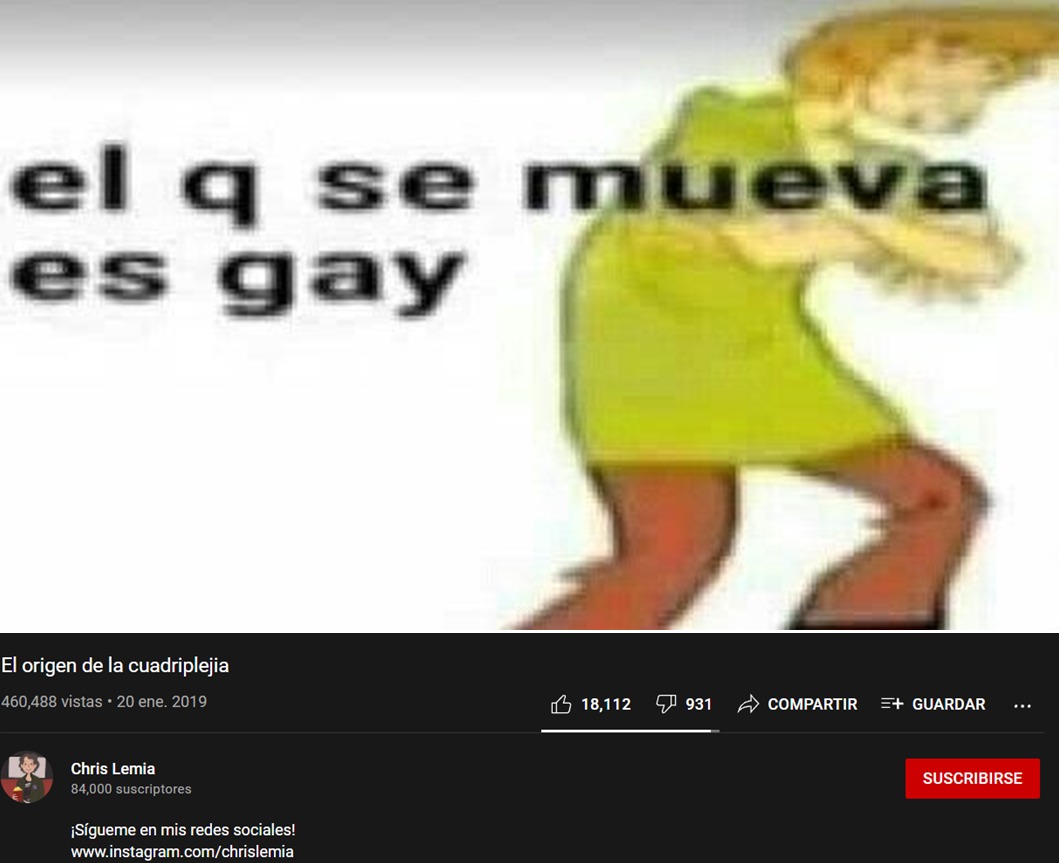 el q se mueva
es gay
El origen de la cuadriplejia
460,488 vistas • 20 ene. 2019
18,112
931
COMPARTIR
GUARDAR
Chris Lemia
84,000 suscriptores
SUSCRIBIRSE
¡Sígueme en mis redes sociales!
www.instagram.com/chrislemia